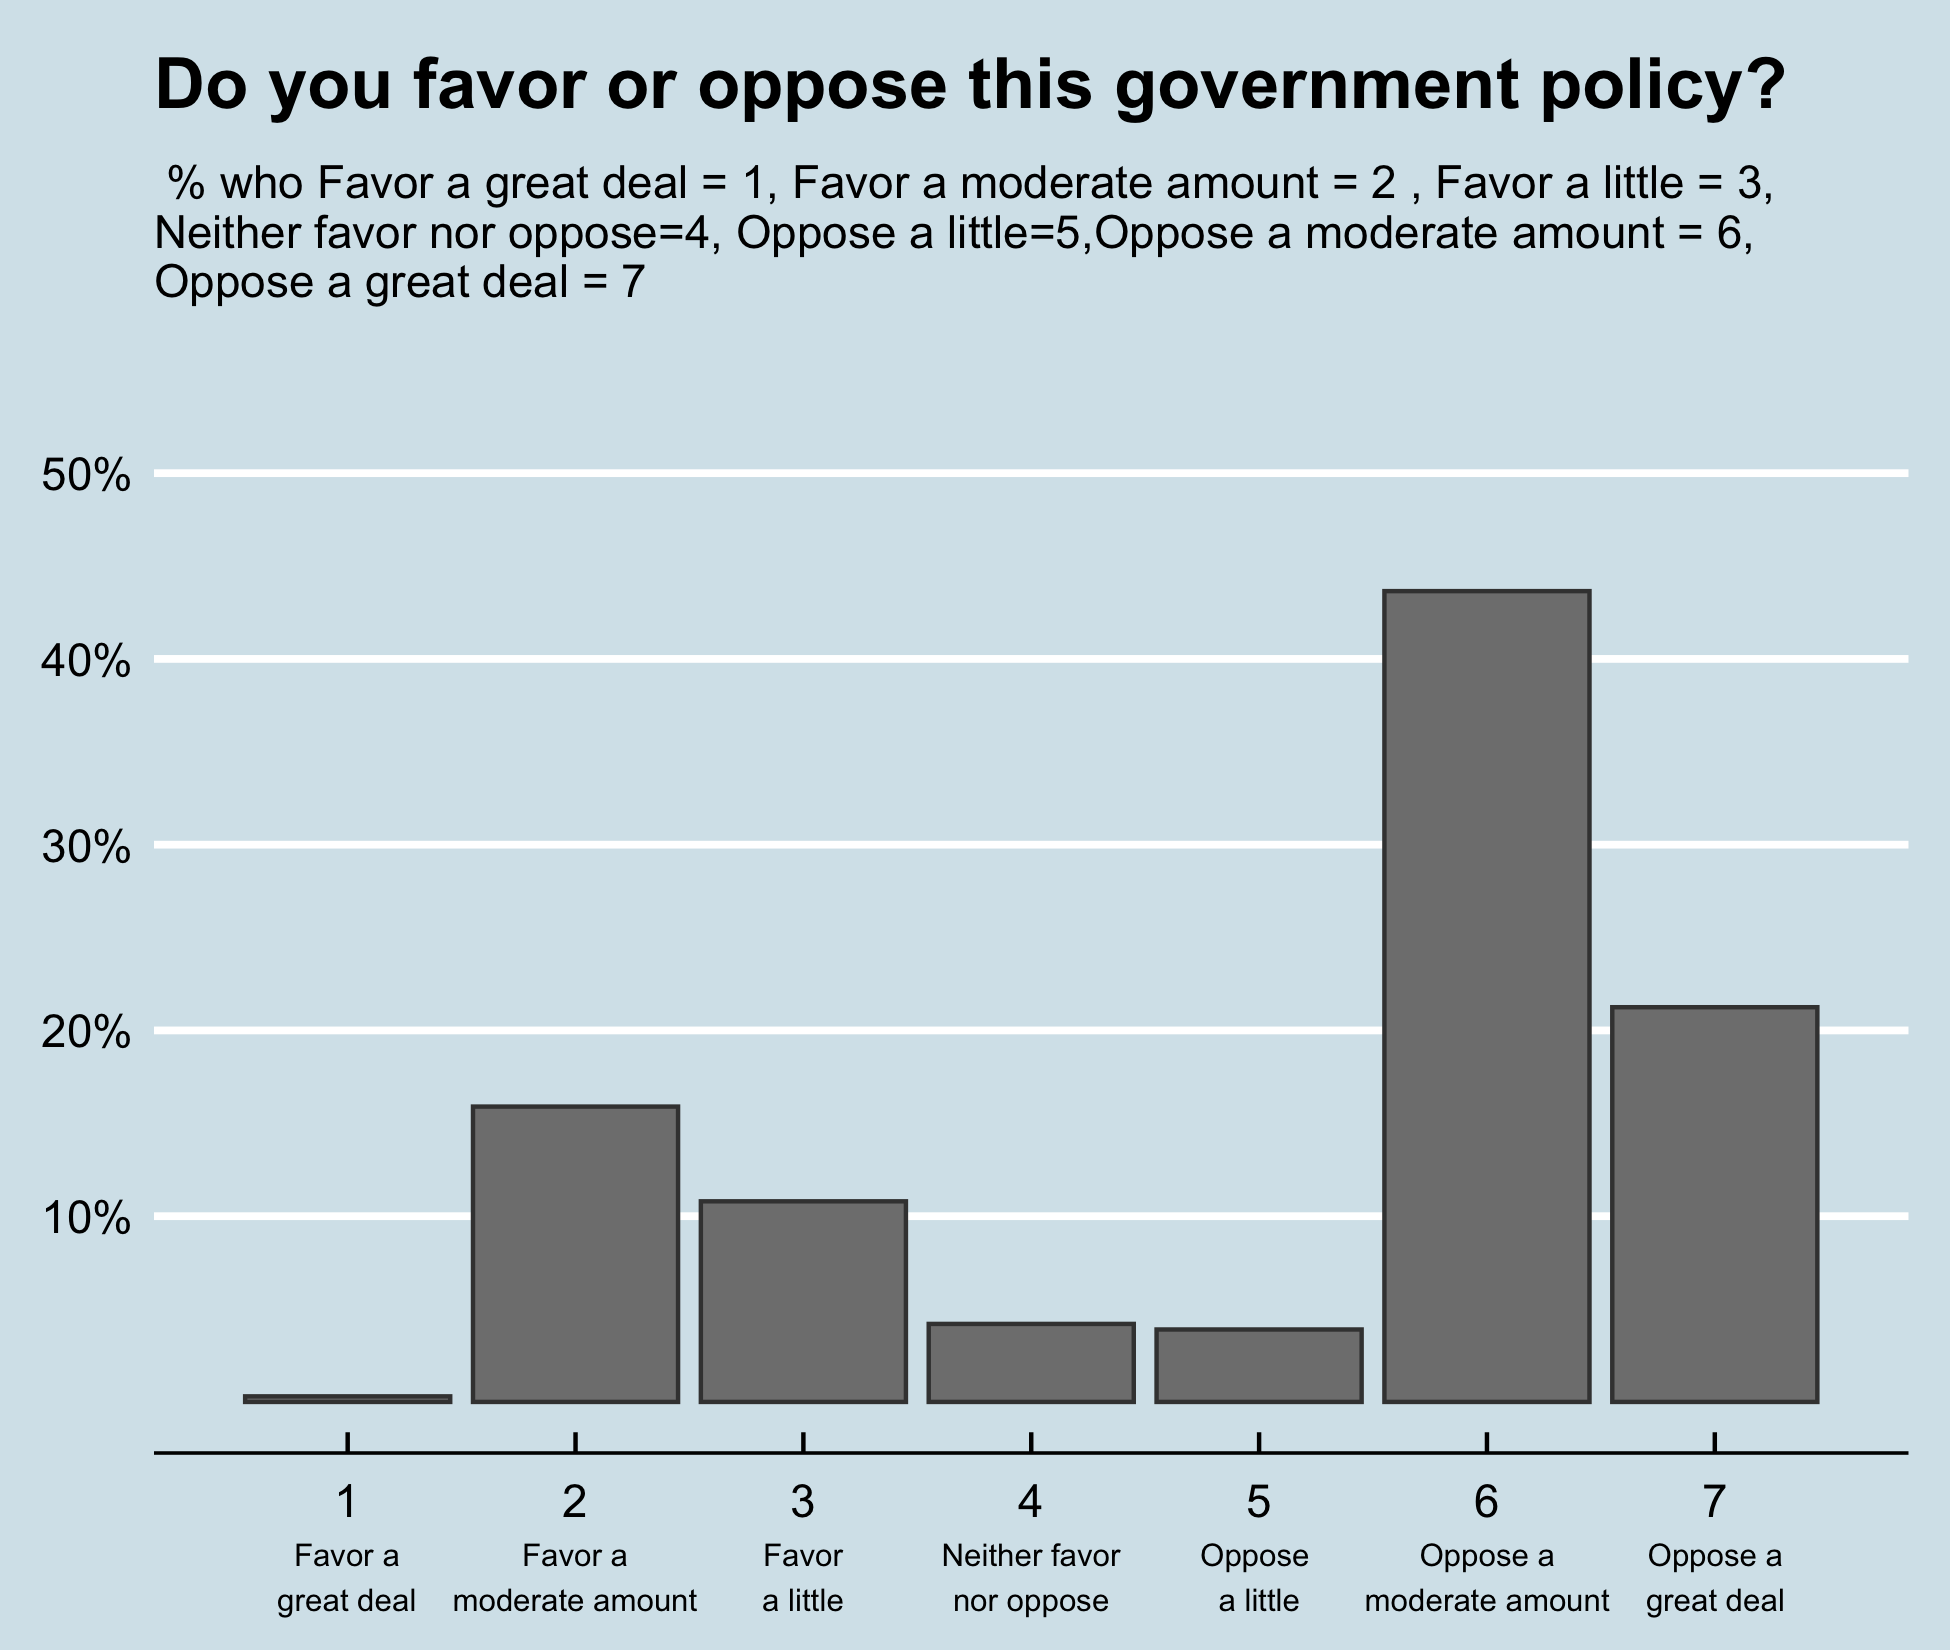 Do you favor or oppose this government policy?
% who Favor a great deal = 1, Favor a moderate amount = 2 , Favor a little = 3,
Neither favor nor oppose=4, Oppose a little=5,Oppose a moderate amount = 6,
Oppose a great deal = 7
50%
40%
30%
20%
10%
1 2 3 4 5 6 7
Favor a Favor a Favor Neither favor Oppose Oppose a Oppose a
great deal moderate amount a little nor oppose a little moderate amount great deal